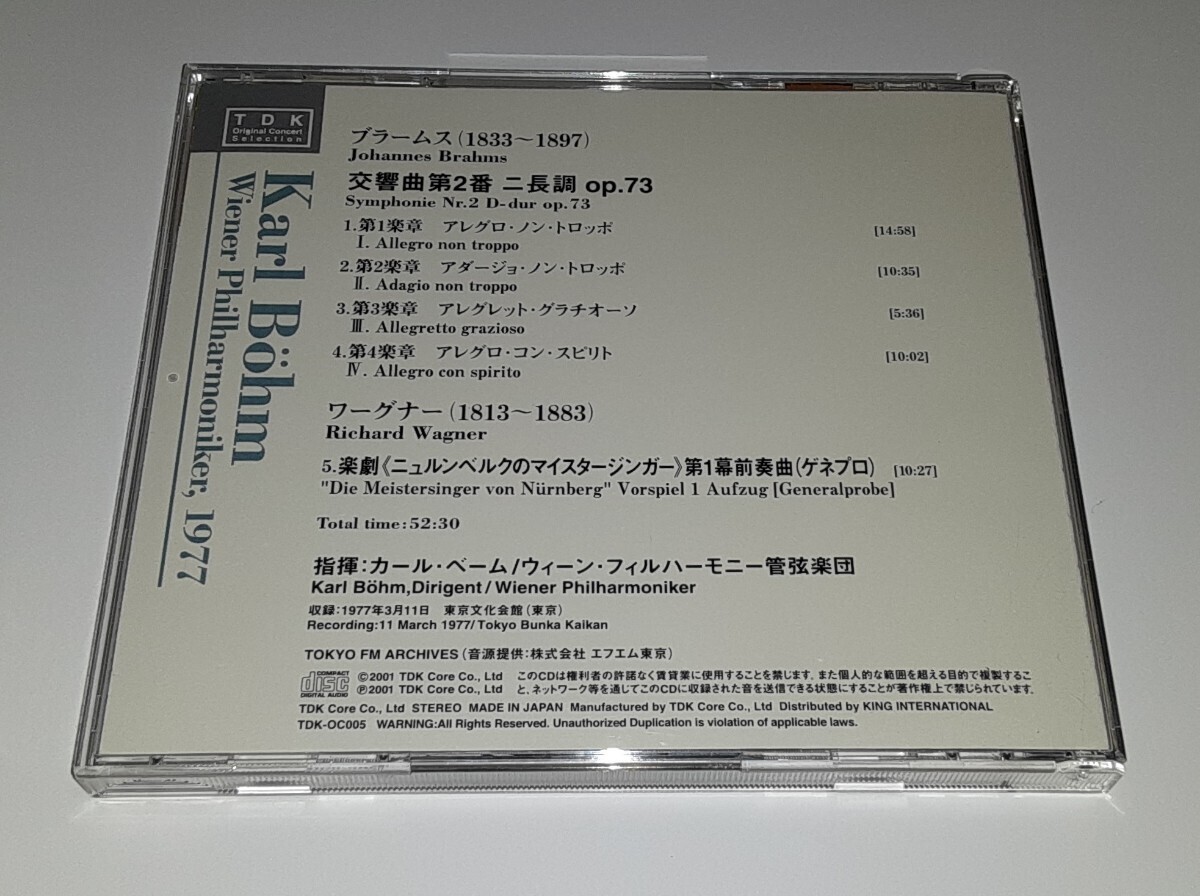 TDK
Original Concert
Selection
Karl Böhm
Wiener Philharmoniker, 1977
ブラームス(1833〜1897)
Johannes Brahms
交響曲第2番 ニ長調 op.73
Symphonie Nr.2 D-dur op.73
1.第1楽章 アレグロ・ノン・トロッポ [14:58]
I. Allegro non troppo
2.第2楽章 アダージョ・ノン・トロッポ [10:35]
II. Adagio non troppo
3.第3楽章 アレグレット・グラチオーソ [5:36]
III. Allegretto grazioso
4.第4楽章 アレグロ・コン・スピリト [10:02]
IV. Allegro con spirito
ワーグナー(1813〜1883)
Richard Wagner
5.楽劇《ニュルンベルクのマイスタージンガー》第1幕前奏曲(ゲネプロ) [10:27]
"Die Meistersinger von Nürnberg" Vorspiel 1 Aufzug [Generalprobe]
Total time:52:30
指揮:カール・ベーム/ウィーン・フィルハーモニー管弦楽団
Karl Böhm,Dirigent/Wiener Philharmoniker
収録:1977年3月11日 東京文化会館(東京)
Recording:11 March 1977/Tokyo Bunka Kaikan
TOKYO FM ARCHIVES(音源提供:株式会社 エフエム東京)
COMPACT
disc
DIGITAL AUDIO
©2001 TDK Core Co., Ltd
℗2001 TDK Core Co., Ltd
このCDは権利者の許諾なく賃貸業に使用することを禁じます。また個人的な範囲を超える目的で複製するこ
と、ネットワーク等を通じてこのCDに収録された音を送信できる状態にすることが著作権上で禁じられています。
TDK Core Co., Ltd STEREO MADE IN JAPAN Manufactured by TDK Core Co., Ltd Distributed by KING INTERNATIONAL
TDK-OC005 WARNING:All Rights Reserved. Unauthorized Duplication is violation of applicable laws.